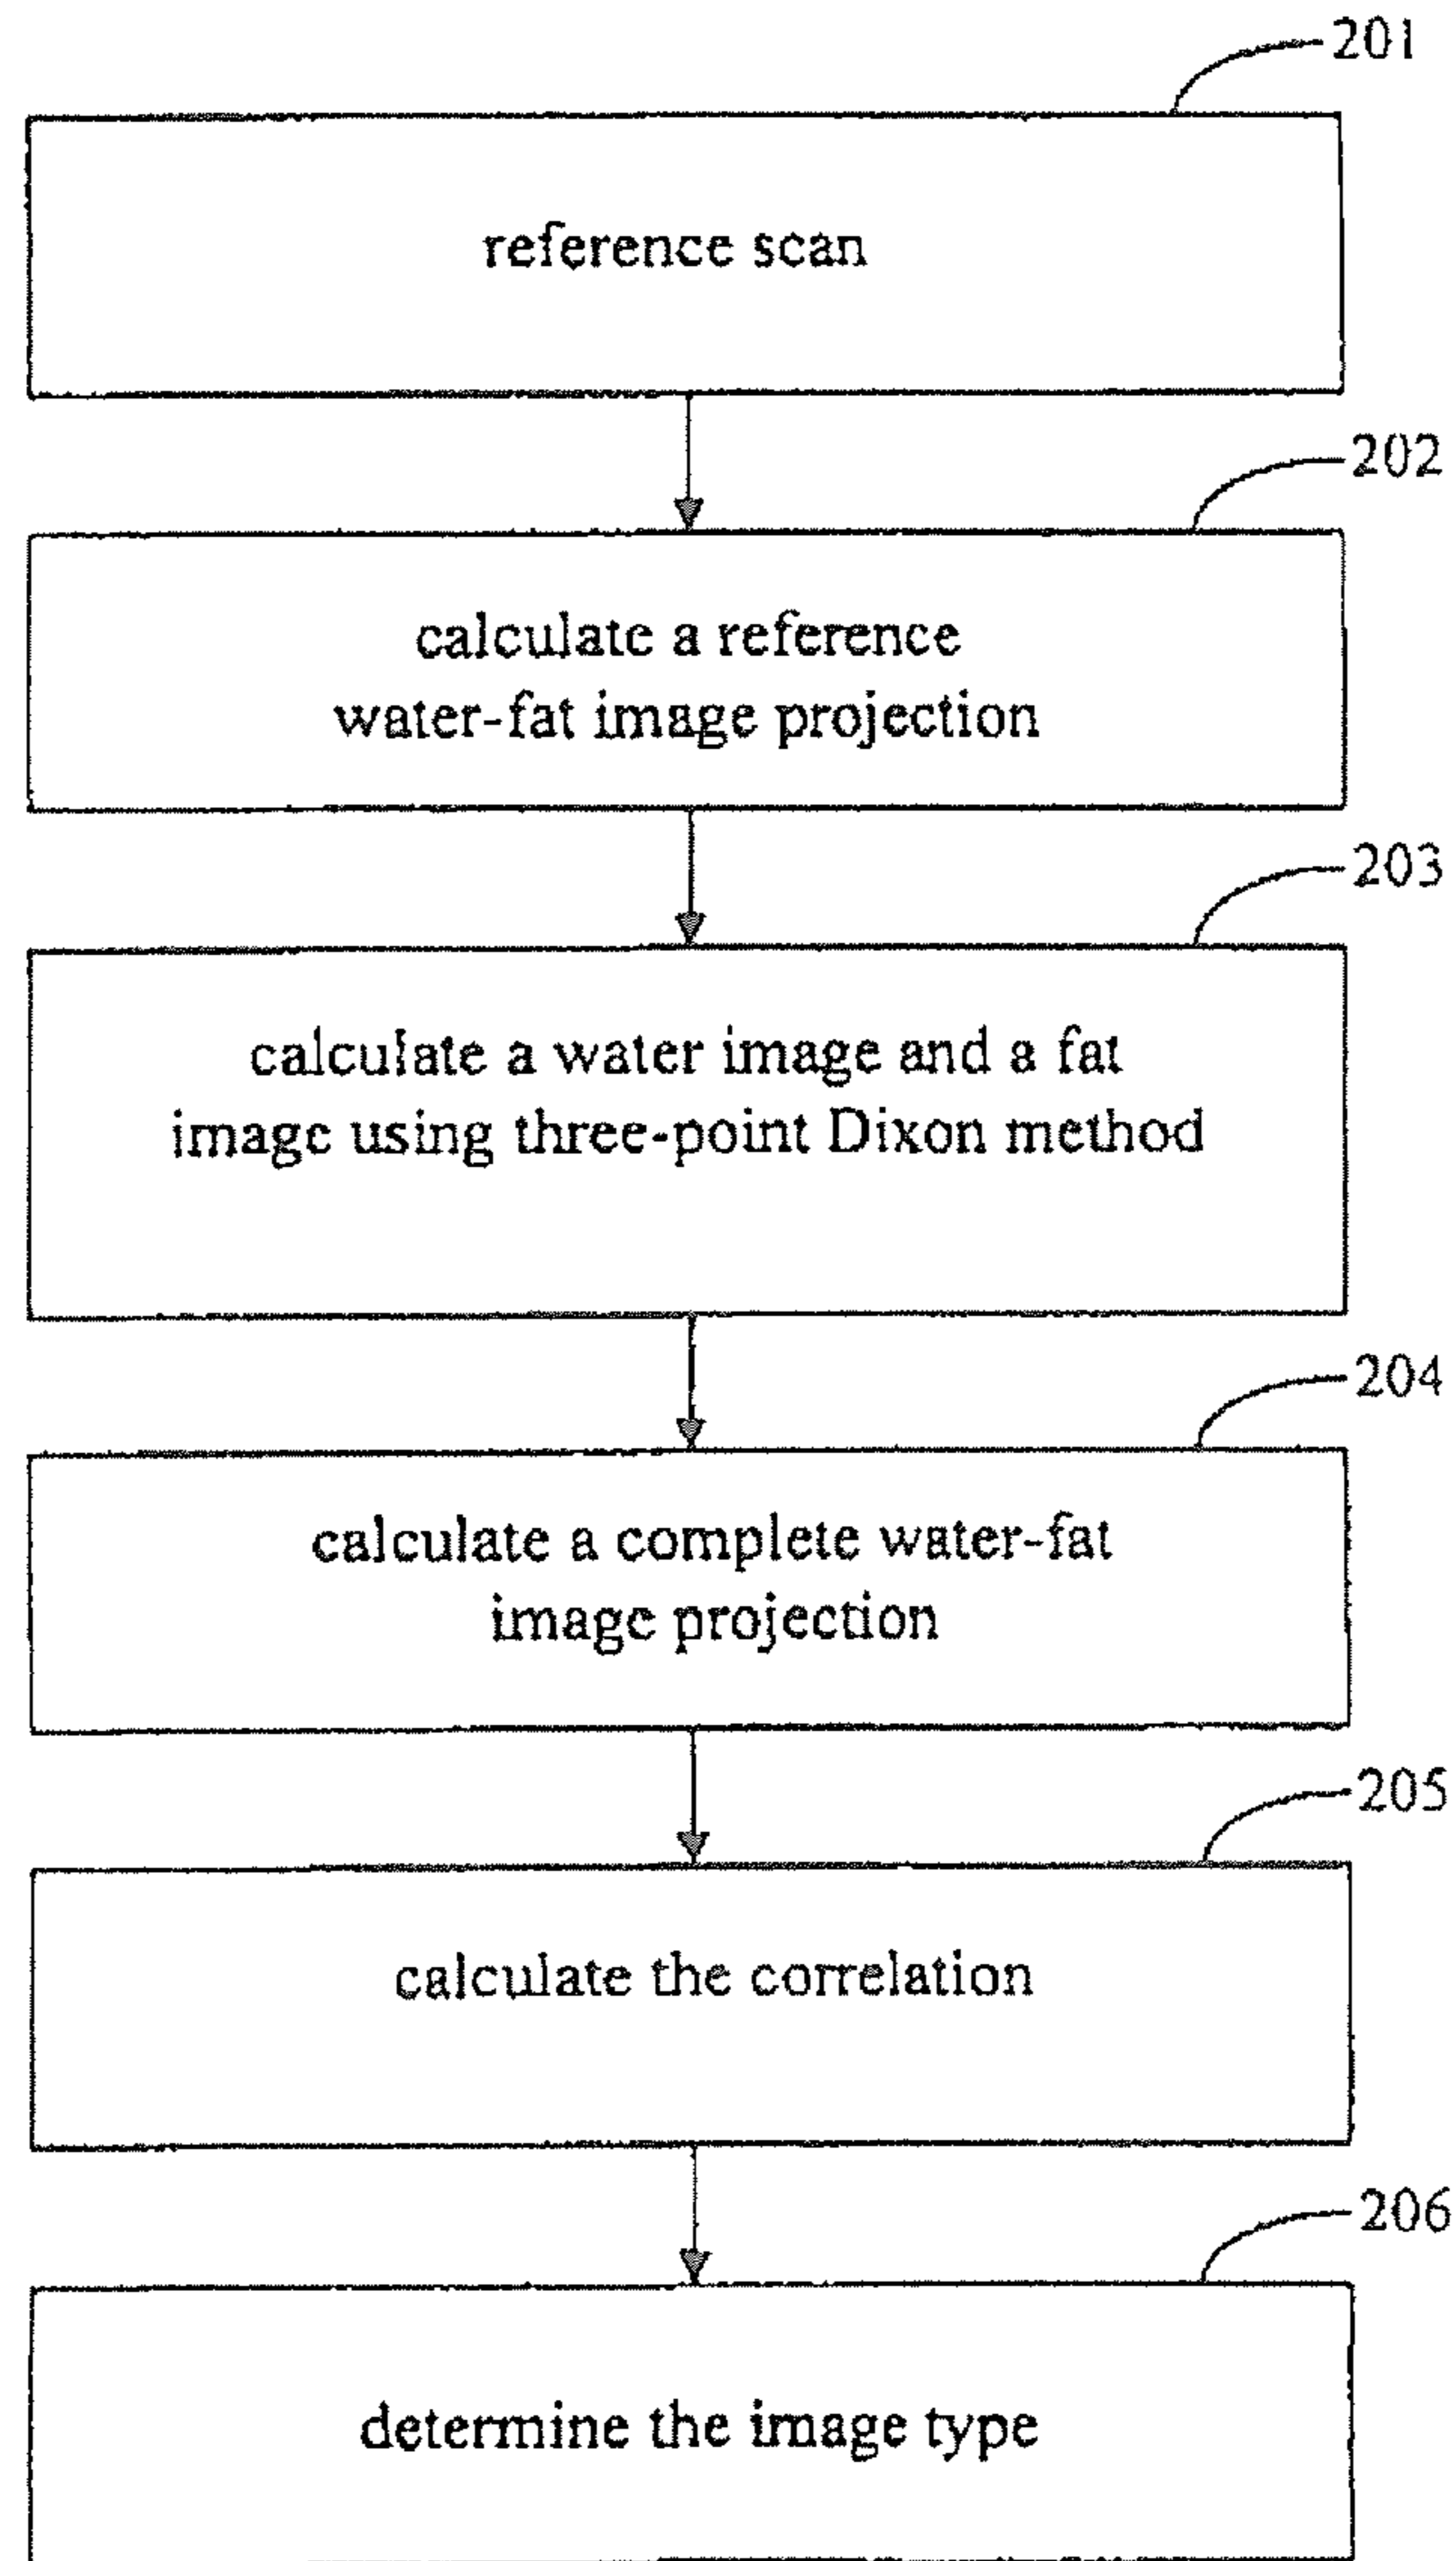 201
reference scan
202
calculate a reference
water-fat image projection
203
calculate a water image and a fat
image using three-point Dixon method
204
calculate a complete water-fat
image projection
205
calculate the correlation
206
determine the image type